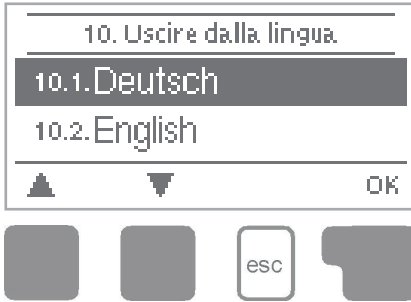 10. Uscire dalla lingua
10.1. Deutsch
10.2. English
OK
esc